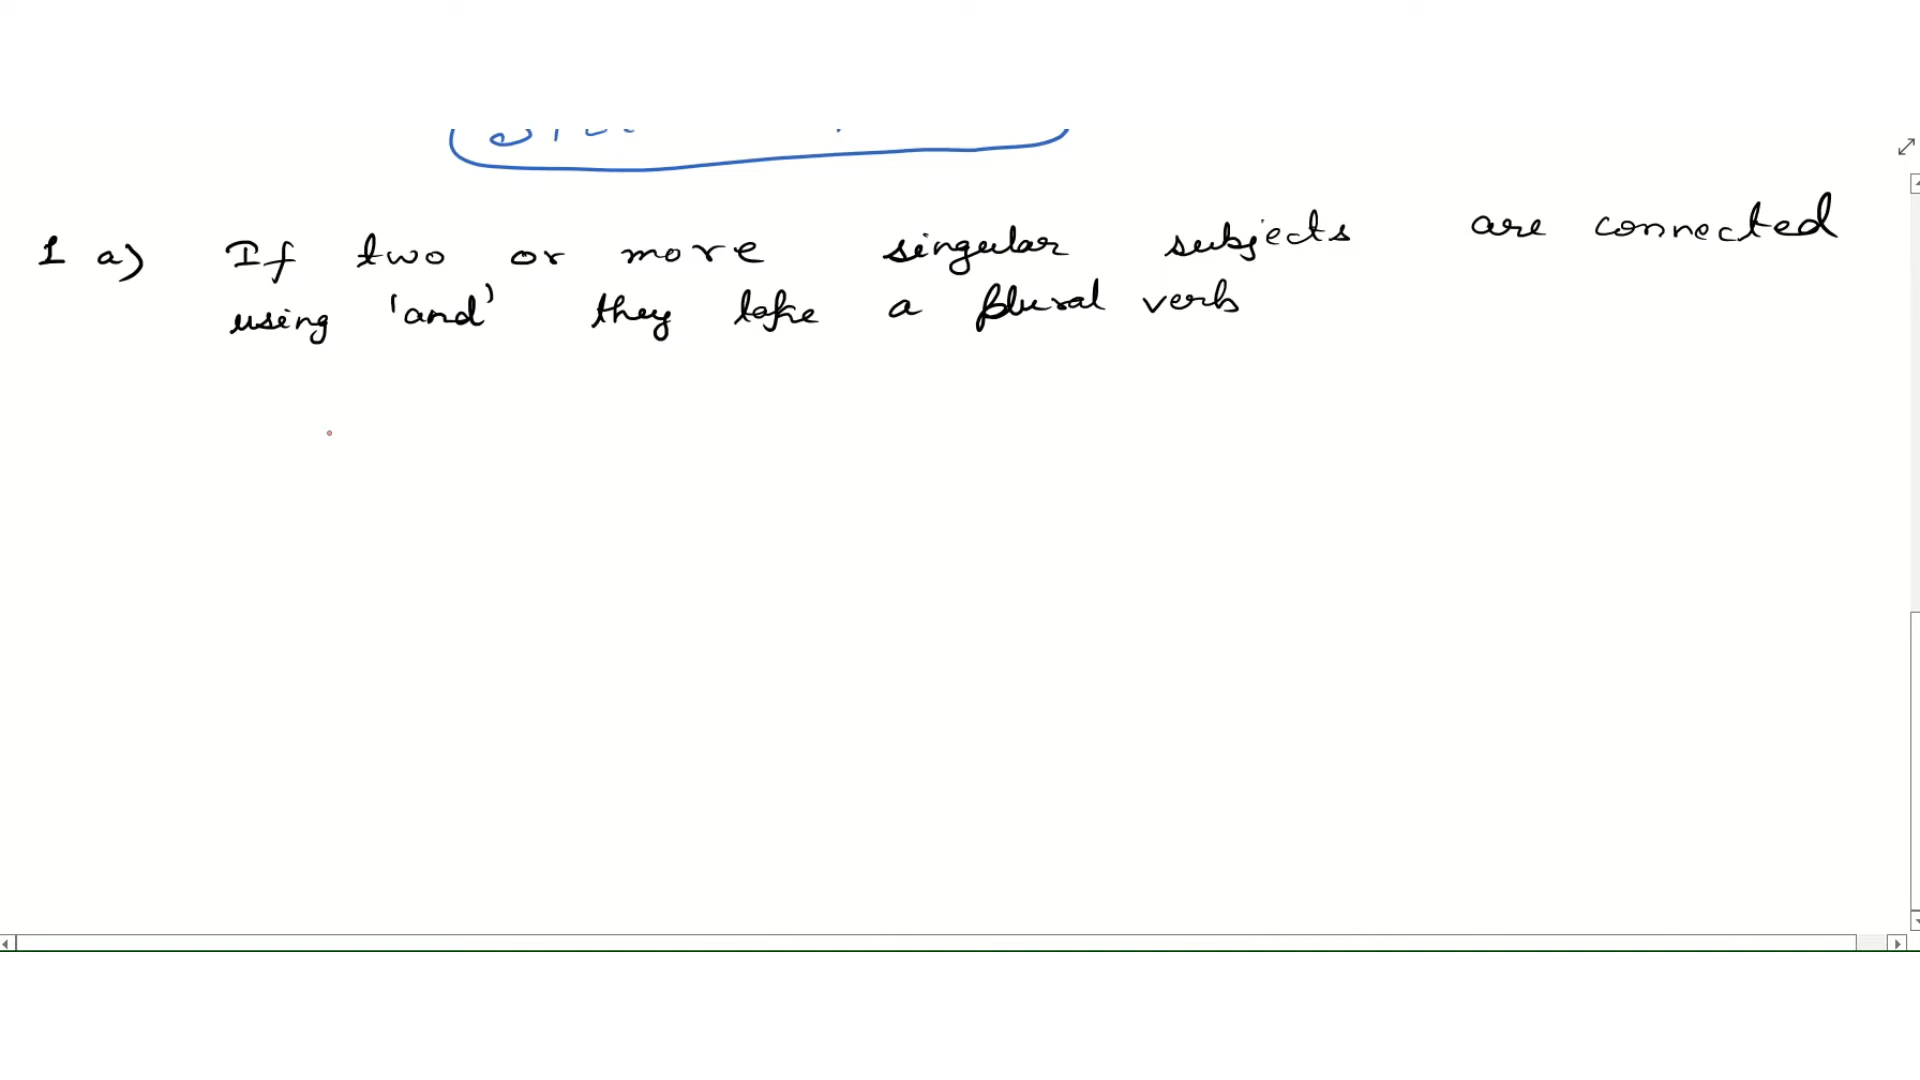 1 a) If two or more singular subjects are connected
using 'and' they take a plural verb